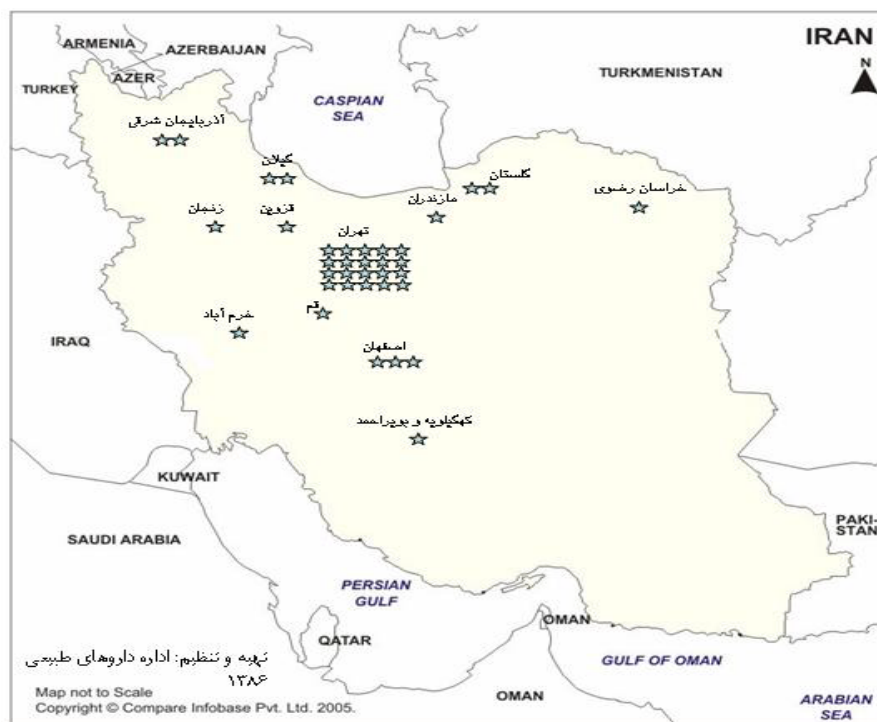 IRAN
N
ARMENIA
AZERBAIJAN
AZER
TURKEY
TURKMENISTAN
CASPIAN
SEA
آذربایجان شرقی
گیلان
گلستان
مازندران
خراسان رضوی
زنجان
قزوین
تهران
قم
خرم آباد
اصفهان
IRAQ
کهگیلویه و بویراحمد
KUWAIT
SAUDI ARABIA
PAKI-
STAN
PERSIAN
GULF
QATAR
OMAN
GULF OF OMAN
OMAN
ARABIAN
SEA
تهیه و تنظیم: اداره داروهای طبیعی
۱۳۸۶
Map not to Scale
Copyright © Compare Infobase Pvt. Ltd. 2005.